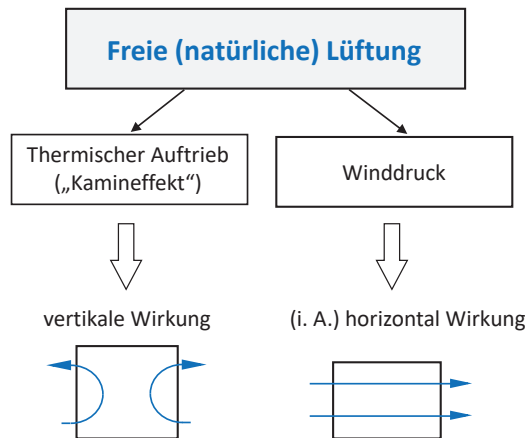 Freie (natürliche) Lüftung
Thermischer Auftrieb
(„Kamineffekt“)
Winddruck
vertikale Wirkung
(i. A.) horizontal Wirkung